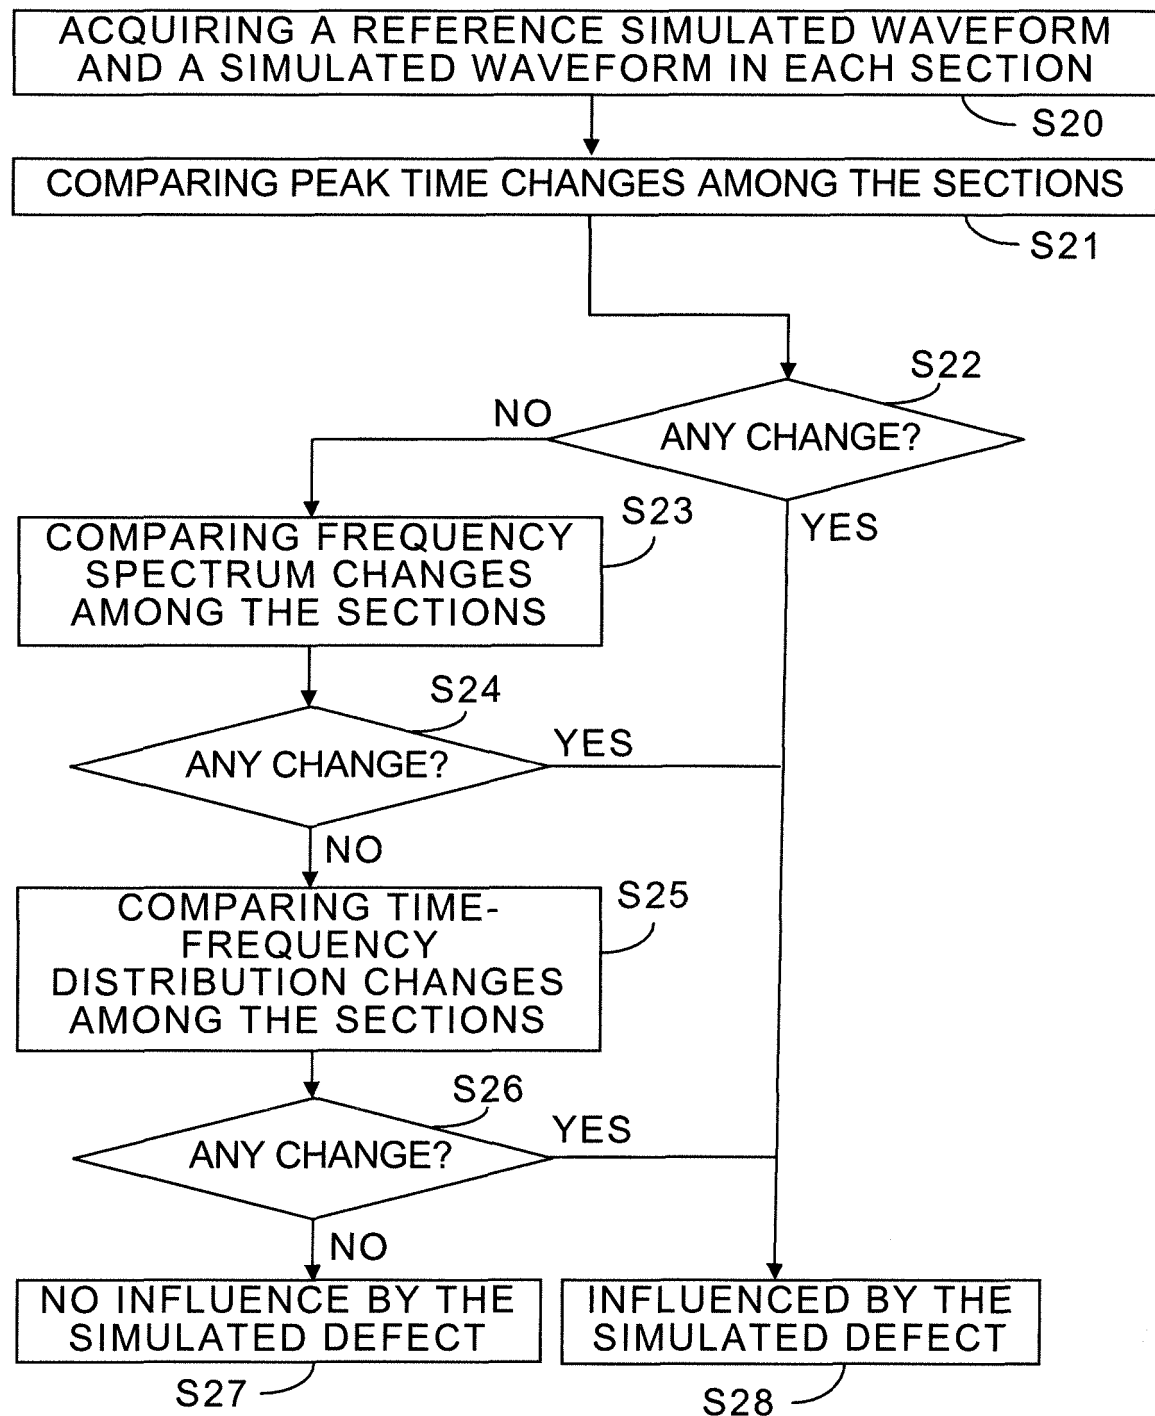 ACQUIRING A REFERENCE SIMULATED WAVEFORM
AND A SIMULATED WAVEFORM IN EACH SECTION
S20
COMPARING PEAK TIME CHANGES AMONG THE SECTIONS
S21
S22
NO
ANY CHANGE?
YES
S23
COMPARING FREQUENCY
SPECTRUM CHANGES
AMONG THE SECTIONS
S24
ANY CHANGE?
YES
NO
S25
COMPARING TIME-
FREQUENCY
DISTRIBUTION CHANGES
AMONG THE SECTIONS
S26
ANY CHANGE?
YES
NO
NO INFLUENCE BY THE
SIMULATED DEFECT
S27
INFLUENCED BY THE
SIMULATED DEFECT
S28